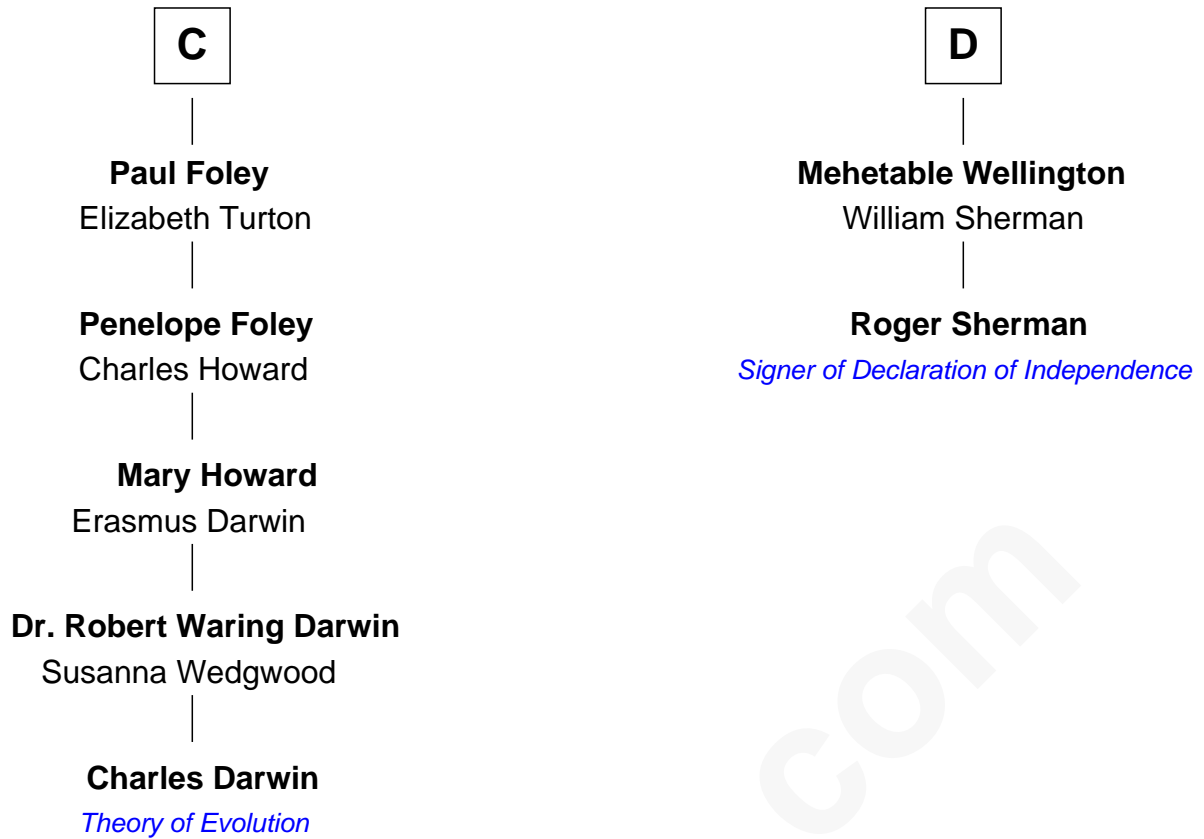 C
Paul Foley
Elizabeth Turton
Penelope Foley
Charles Howard
Mary Howard
Erasmus Darwin
Dr. Robert Waring Darwin
Susanna Wedgwood
Charles Darwin
Theory of Evolution
D
Mehetable Wellington
William Sherman
Roger Sherman
Signer of Declaration of Independence
com